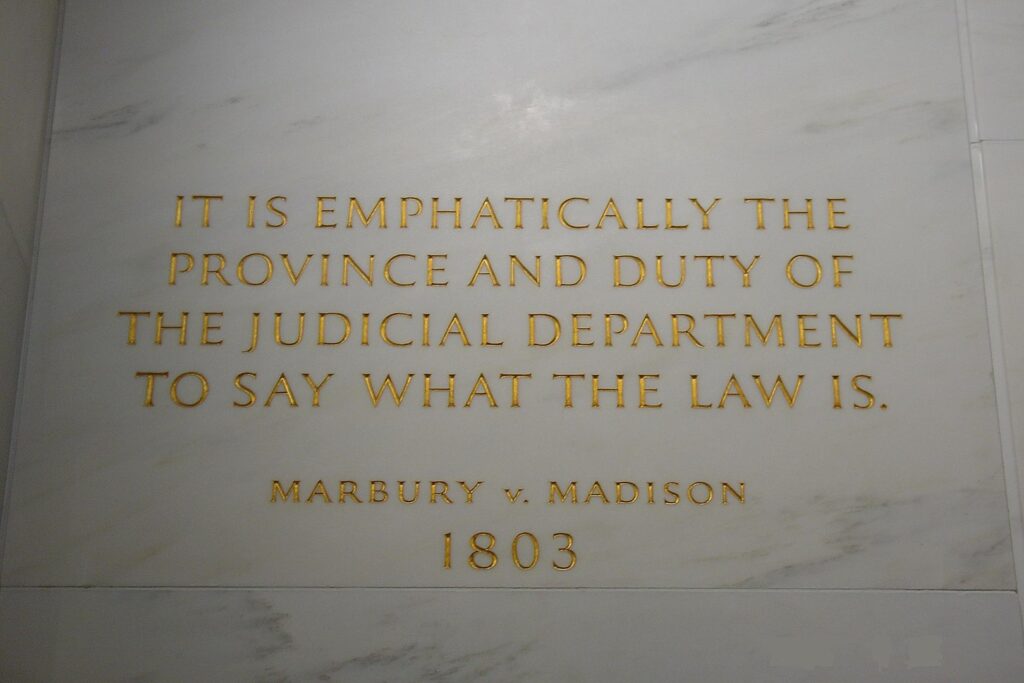 IT IS EMPHATICALLY THE
PROVINCE AND DUTY OF
THE JUDICIAL DEPARTMENT
TO SAY WHAT THE LAW IS.
MARBURY v. MADISON
1803